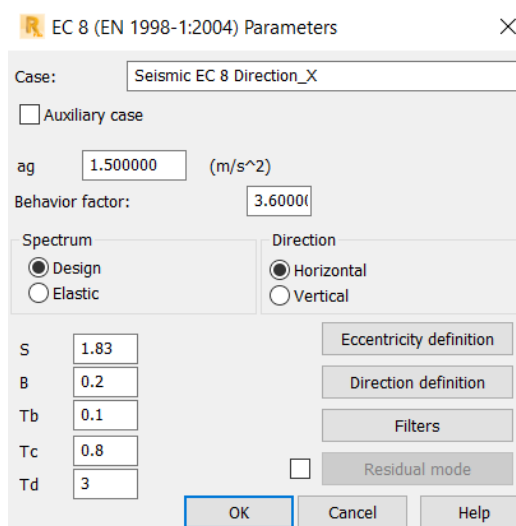 EC 8 (EN 1998-1:2004) Parameters
Case: Seismic EC 8 Direction_X
Auxiliary case
ag 1.500000 (m/s^2)
Behavior factor: 3.6000(
Spectrum Direction
Design Horizontal
Elastic Vertical
S 1.83 Eccentricity definition
B 0.2 Direction definition
Tb 0.1 Filters
Tc 0.8 Residual mode
Td 3
OK Cancel Help